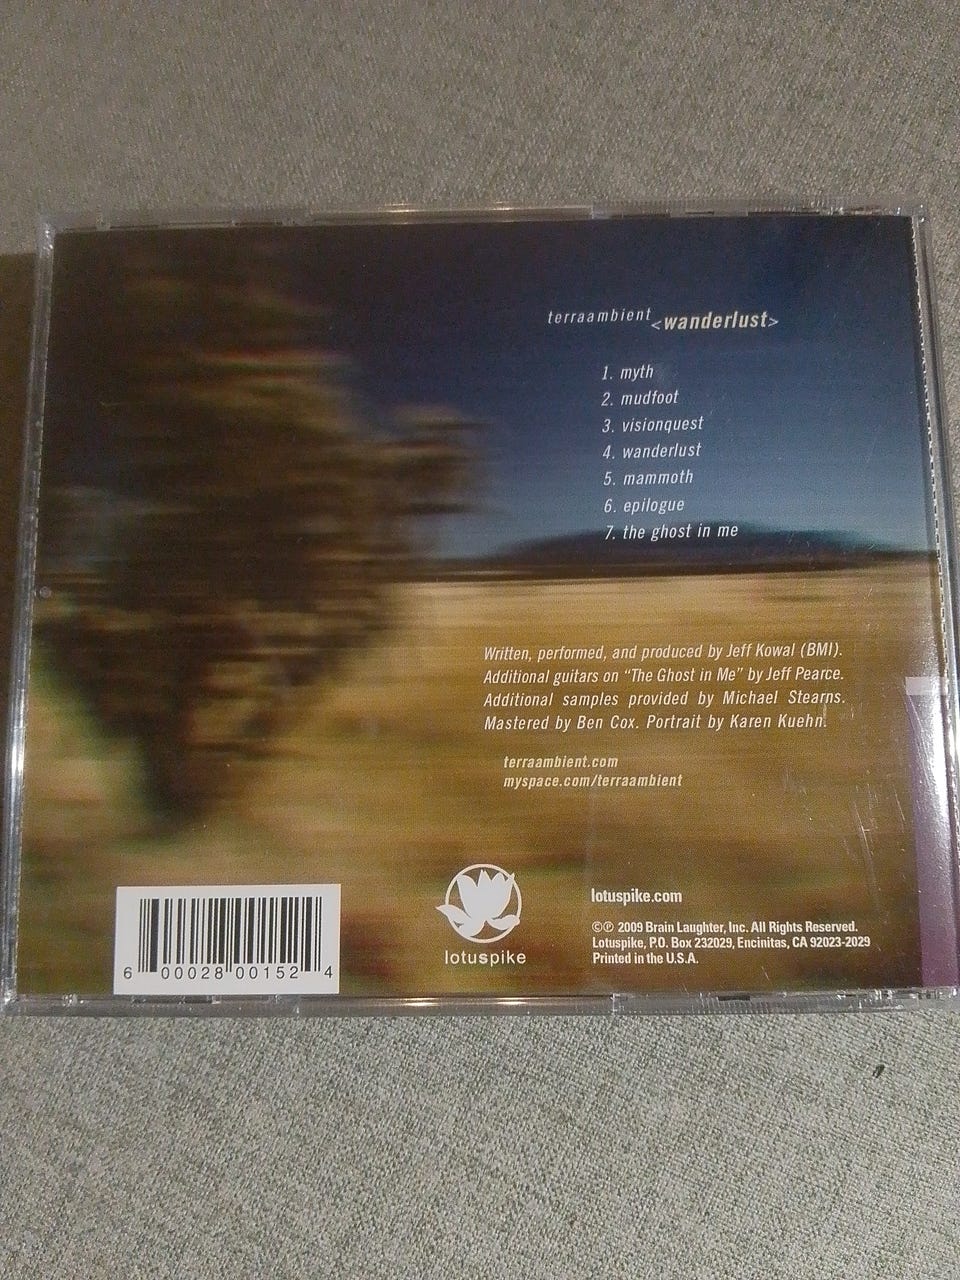 terraambient <wanderlust>
1. myth
2. mudfoot
3. visionquest
4. wanderlust
5. mammoth
6. epilogue
7. the ghost in me
Written, performed, and produced by Jeff Kowal (BMI).
Additional guitars on “The Ghost in Me” by Jeff Pearce.
Additional samples provided by Michael Stearns.
Mastered by Ben Cox. Portrait by Karen Kuehn.
terraambient.com
myspace.com/terraambient
6 00028 00152 4
lotuspike
lotuspike.com
©℗ 2009 Brain Laughter, Inc. All Rights Reserved.
Lotuspike, P.O. Box 232029, Encinitas, CA 92023-2029
Printed in the U.S.A.